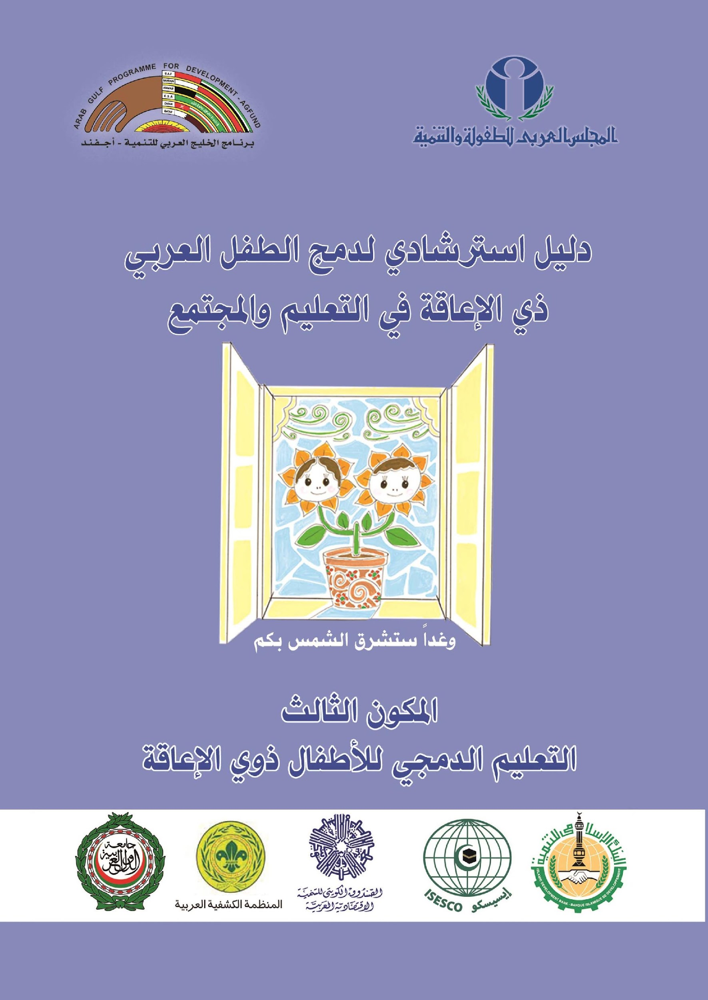 المجلس العربي للطفولة والتنمية
ARAB GULF PROGRAMME FOR DEVELOPMENT - AGFUND
U.A.E
BAHRAIN
KUWAIT
K.S.A
OMAN
QATAR
برنامج الخليج العربي للتنمية - أجفند
دليل استرشادي لدمج الطفل العربي
ذي الإعاقة في التعليم والمجتمع
وغداً ستشرق الشمس بكم
المكون الثالث
التعليم الدمجي للأطفال ذوي الإعاقة
البنك الإسلامي للتنمية
ISLAMIC DEVELOPMENT BANK - BANQUE ISLAMIQUE DE DEVELOPPEMENT
ISESCO إيسيسكو
الصندوق الكويتي للتنمية
الاقتصادية العربية
المنظمة الكشفية العربية
جامعة
الدول العربية